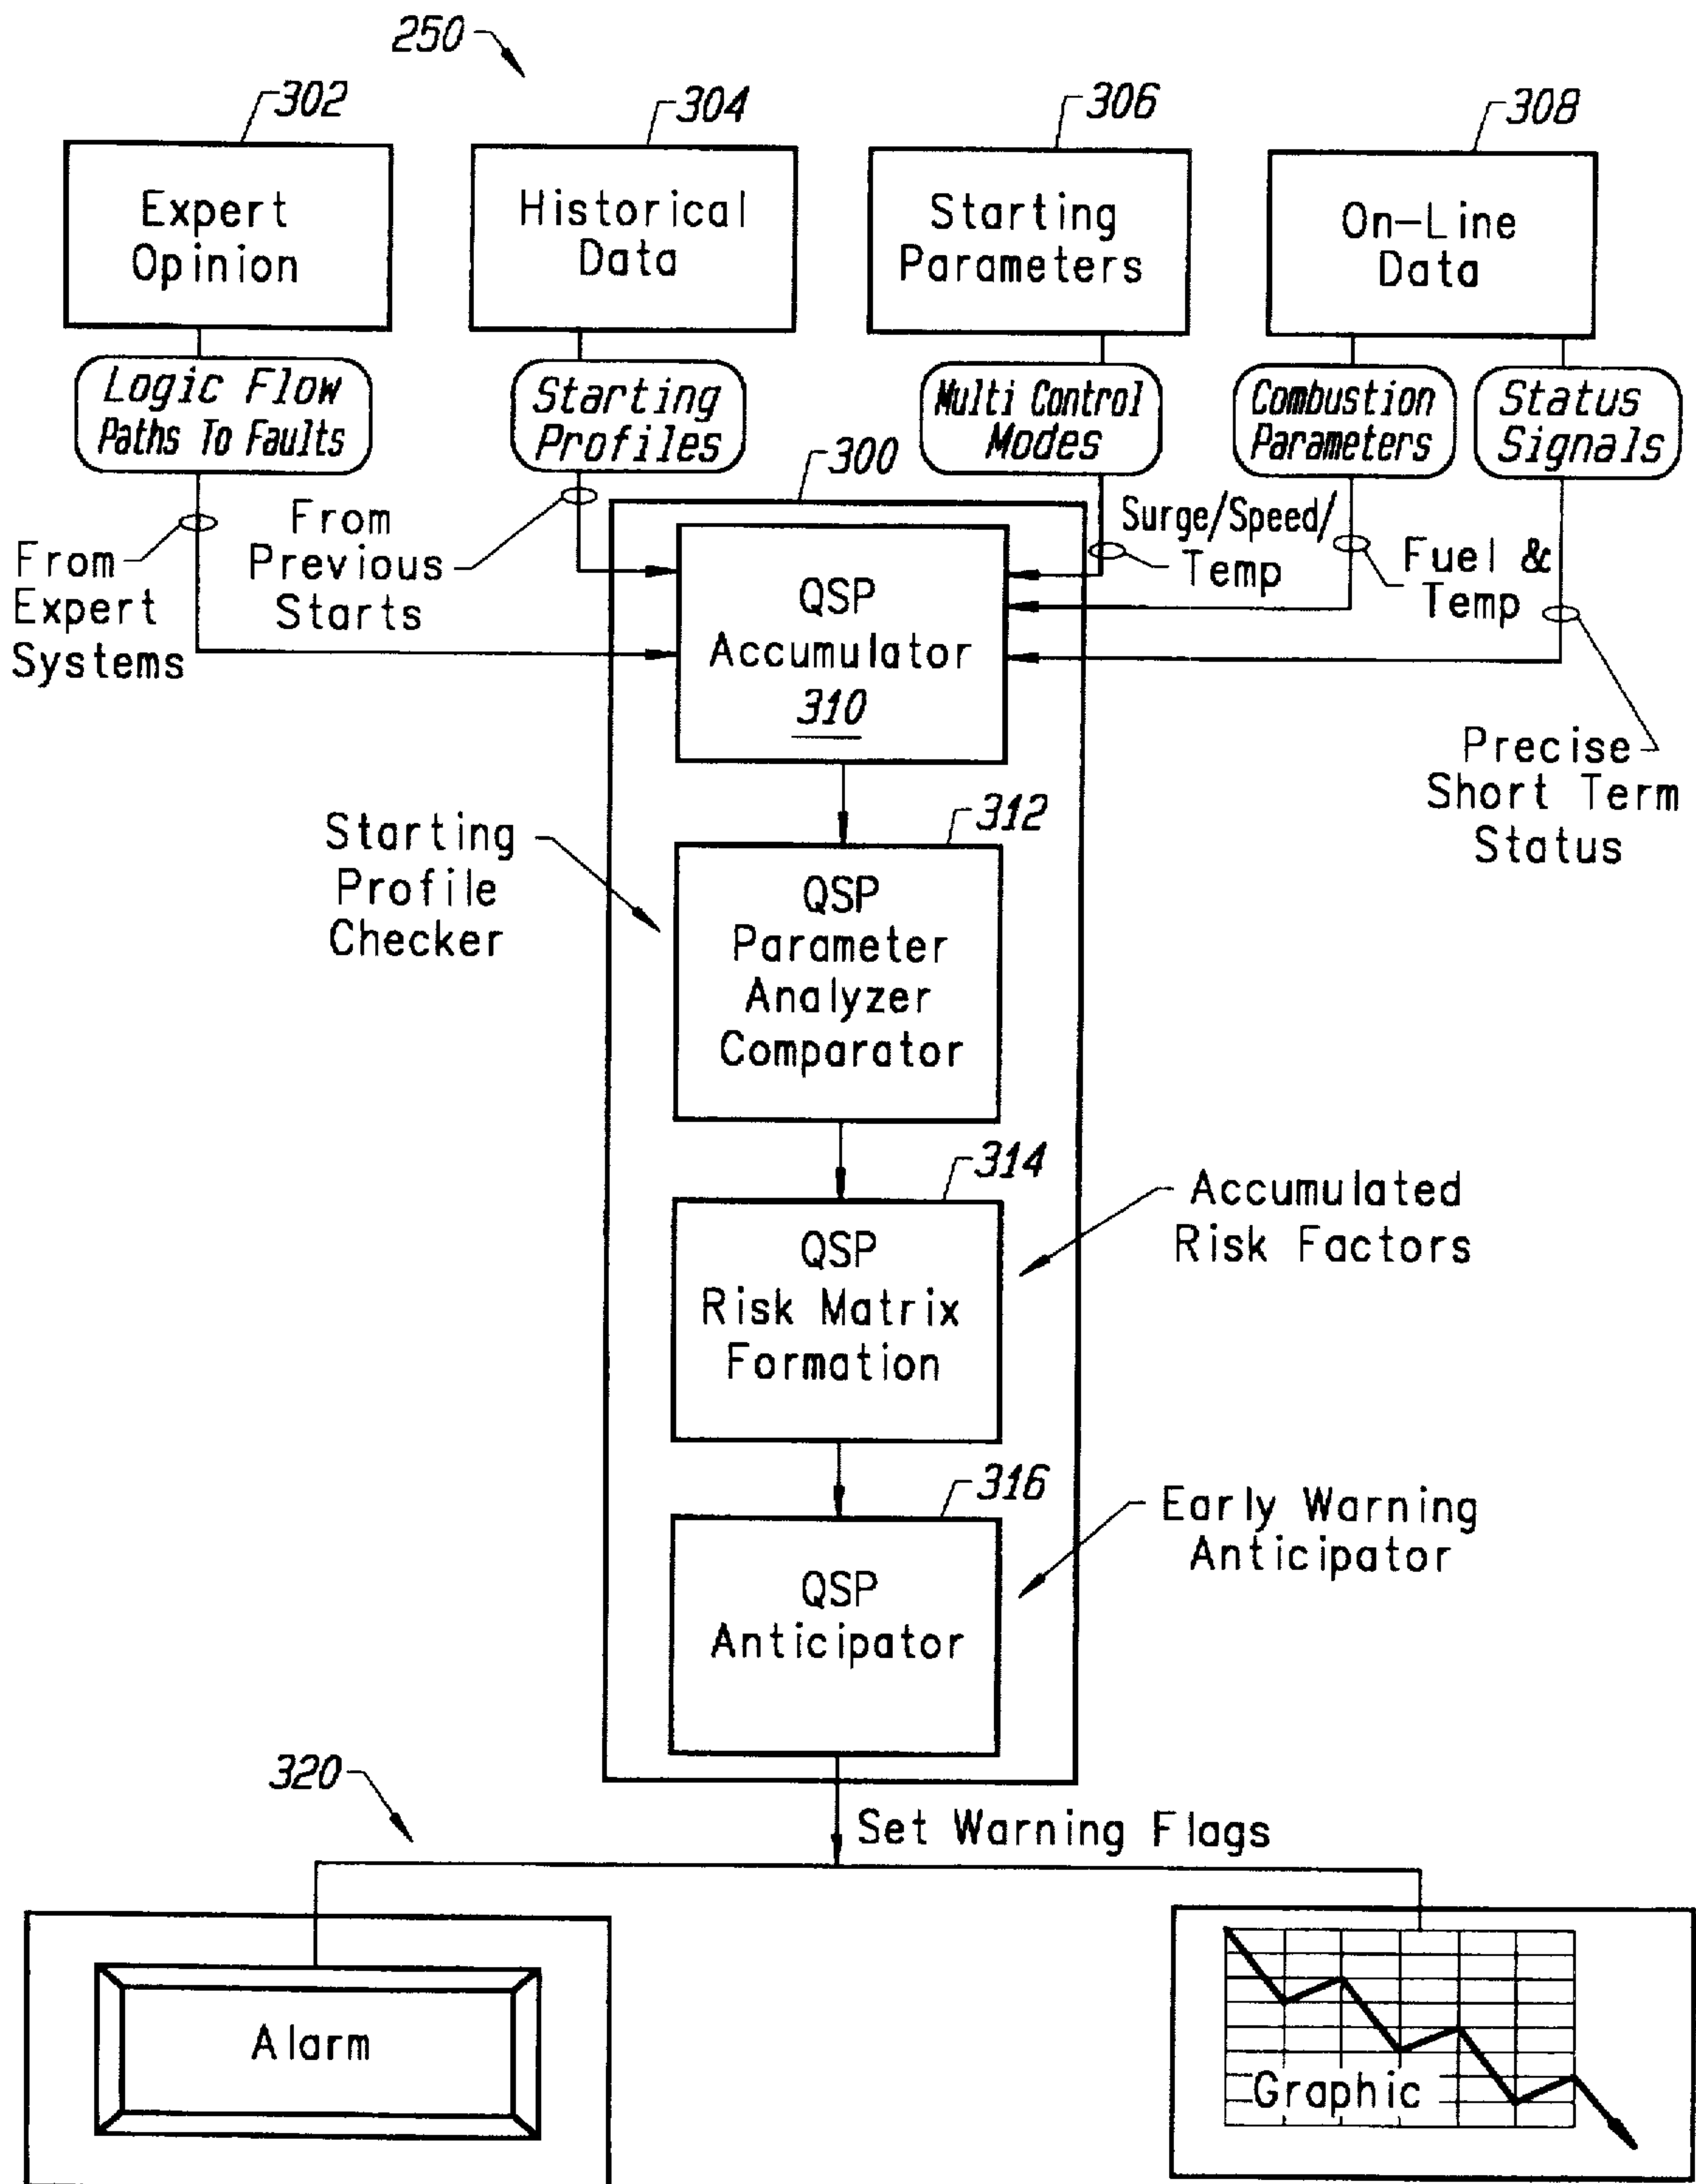 250
302
304
306
308
Expert
Opinion
Historical
Data
Starting
Parameters
On-Line
Data
Logic Flow
Paths To Faults
Starting
Profiles
Multi Control
Modes
Combustion
Parameters
Status
Signals
300
From
Expert
Systems
From
Previous
Starts
Surge/Speed/
Temp
Fuel &
Temp
Precise
Short Term
Status
QSP
Accumulator
310
312
Starting
Profile
Checker
QSP
Parameter
Analyzer
Comparator
314
QSP
Risk Matrix
Formation
Accumulated
Risk Factors
316
QSP
Anticipator
Early Warning
Anticipator
320
Set Warning Flags
Alarm
Graphic